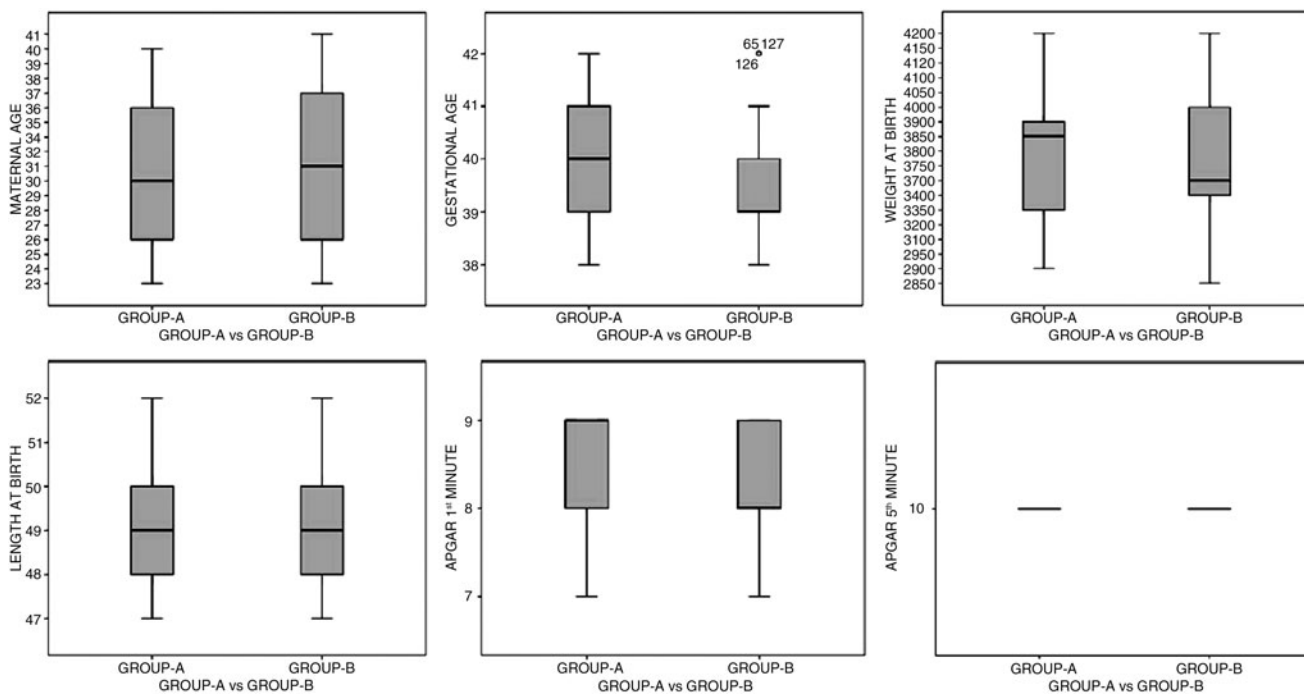 41
40
39
38
37
36
35
34
32
31
30
29
28
27
26
25
24
23
MATERNAL AGE
GROUP-A GROUP-B
GROUP-A vs GROUP-B
42
41
40
39
38
GESTATIONAL AGE
65 127
126
GROUP-A GROUP-B
GROUP-A vs GROUP-B
4200
4150
4120
4100
4050
4000
3900
3850
3800
3750
3700
3400
3350
3200
3100
2950
2900
2850
WEIGHT AT BIRTH
GROUP-A GROUP-B
GROUP-A vs GROUP-B
52
51
50
49
48
47
LENGTH AT BIRTH
GROUP-A GROUP-B
GROUP-A vs GROUP-B
9
8
7
APGAR 1st MINUTE
GROUP-A GROUP-B
GROUP-A vs GROUP-B
10
APGAR 5th MINUTE
GROUP-A GROUP-B
GROUP-A vs GROUP-B